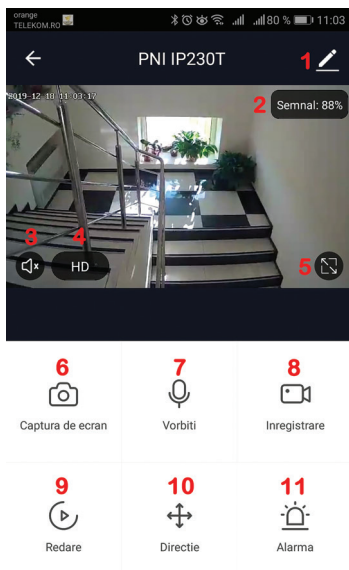 orange
TELEKOM.RO
80 % 11:03
PNI IP230T
1
2019-12-18 11:03:17
2 Semnal: 88%
3 4
HD
5
6 7 8
Captura de ecran Vorbiti Inregistrare
9 10 11
Redare Directie Alarma